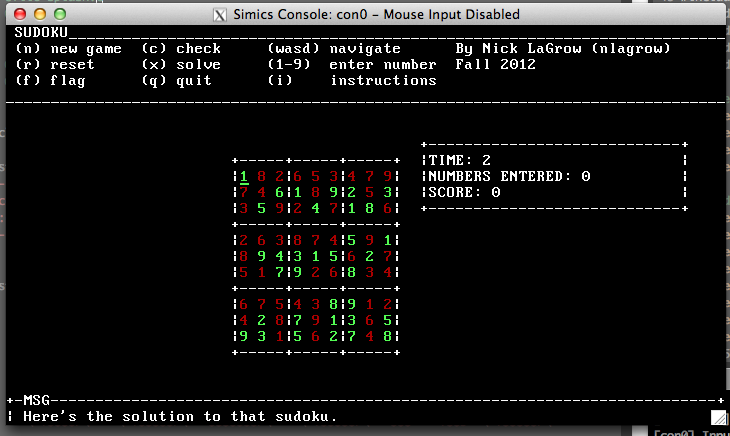 Simics Console: con0 – Mouse Input Disabled
SUDOKU
(n) new game (c) check (wasd) navigate By Nick LaGrow (nlagrow)
(r) reset (x) solve (1-9) enter number Fall 2012
(f) flag (q) quit (i) instructions
+-----+-----+-----+
|1 8 2|6 5 3|4 7 9|
|7 4 6|1 8 9|2 5 3|
|3 5 9|2 4 7|1 8 6|
+-----+-----+-----+
|2 6 3|8 7 4|5 9 1|
|8 9 4|3 1 5|6 2 7|
|5 1 7|9 2 6|8 3 4|
+-----+-----+-----+
|6 7 5|4 3 8|9 1 2|
|4 2 8|7 9 1|3 6 5|
|9 3 1|5 6 2|7 4 8|
+-----+-----+-----+
TIME: 2
NUMBERS ENTERED: 0
SCORE: 0
MSG
Here's the solution to that sudoku.